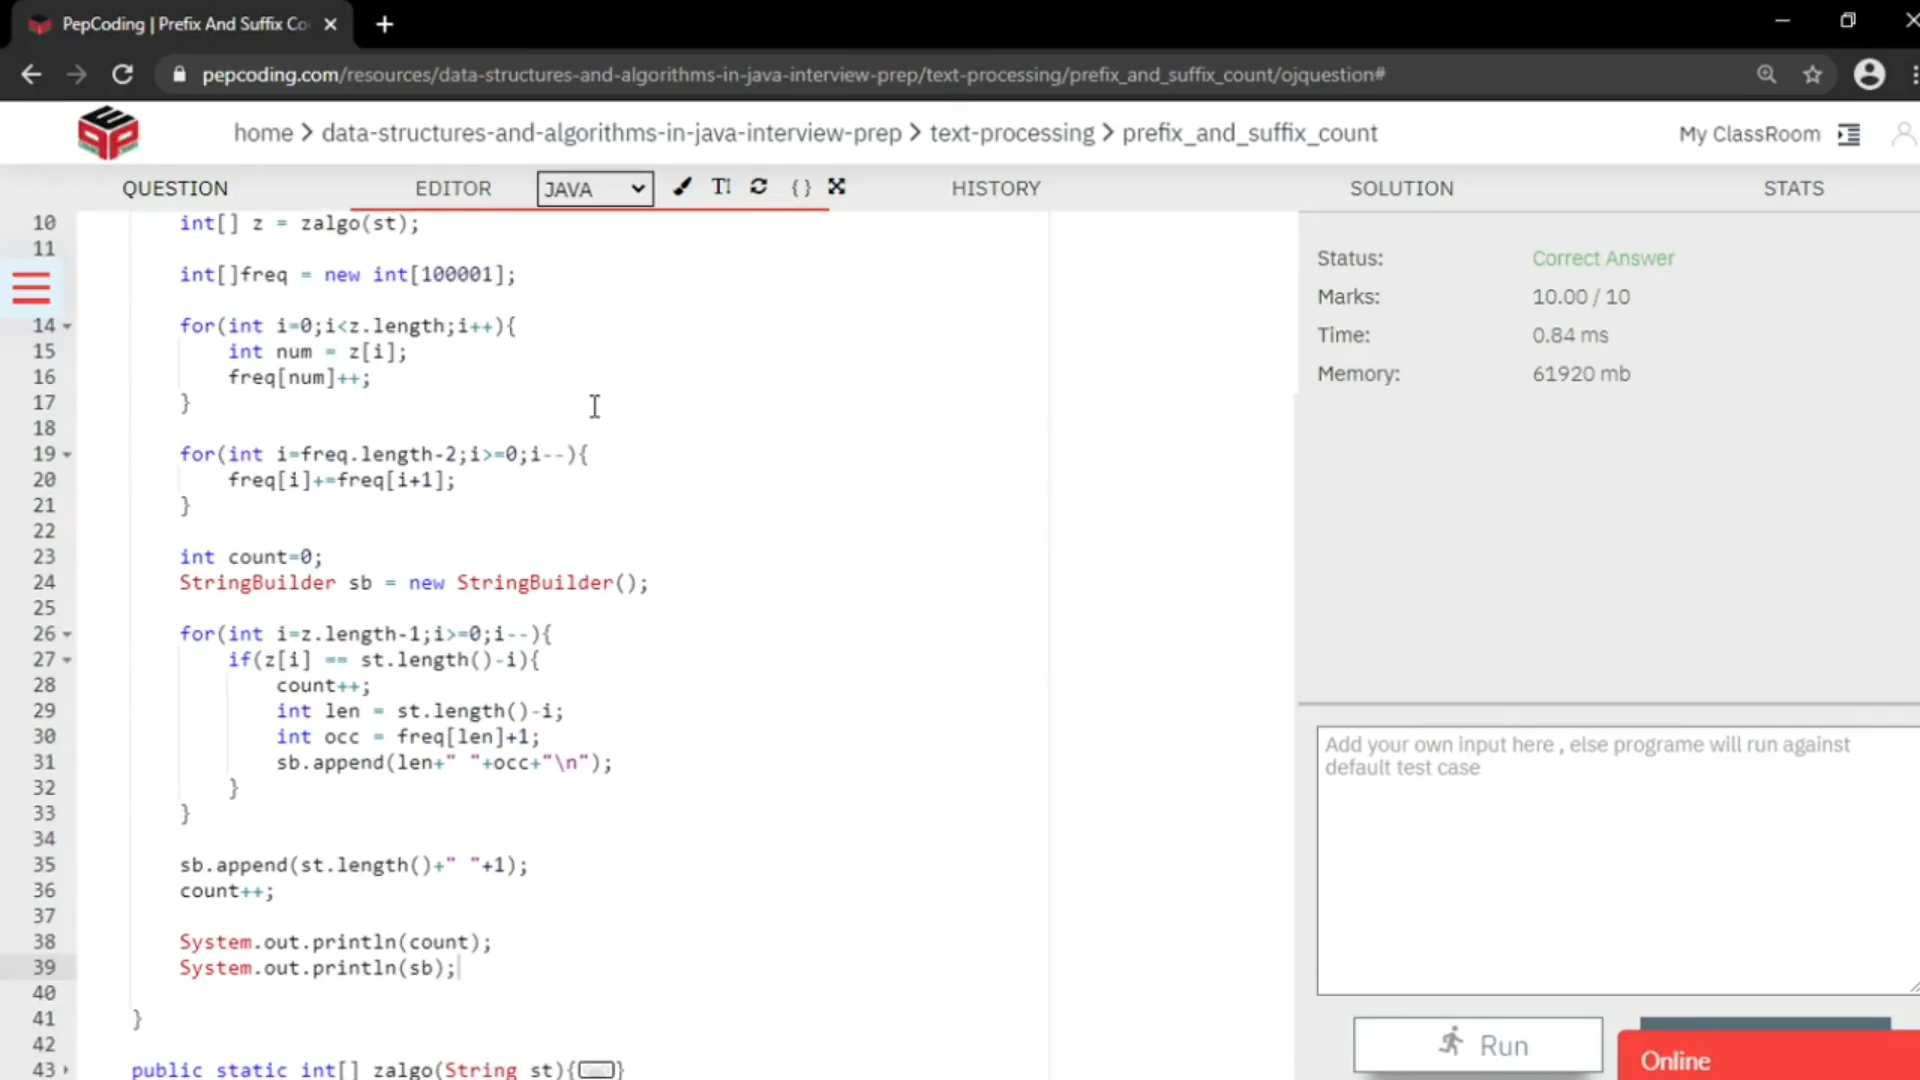 PepCoding | Prefix And Suffix Co
pepcoding.com/resources/data-structures-and-algorithms-in-java-interview-prep/text-processing/prefix_and_suffix_count/ojquestion#
home > data-structures-and-algorithms-in-java-interview-prep > text-processing > prefix_and_suffix_count
My ClassRoom
QUESTION
EDITOR
JAVA
HISTORY
SOLUTION
STATS
10 int[] z = zalgo(st);
11
int[]freq = new int[100001];
14 for(int i=0;i<z.length;i++){
15 int num = z[i];
16 freq[num]++;
17 }
18
19 for(int i=freq.length-2;i>=0;i--){
20 freq[i]+=freq[i+1];
21 }
22
23 int count=0;
24 StringBuilder sb = new StringBuilder();
25
26 for(int i=z.length-1;i>=0;i--){
27 if(z[i] == st.length()-i){
28 count++;
29 int len = st.length()-i;
30 int occ = freq[len]+1;
31 sb.append(len+" "+occ+"\n");
32 }
33 }
34
35 sb.append(st.length()+" "+1);
36 count++;
37
38 System.out.println(count);
39 System.out.println(sb);
40
41 }
42
43 public static int[] zalgo(String st){}
Status: Correct Answer
Marks: 10.00 / 10
Time: 0.84 ms
Memory: 61920 mb
Add your own input here , else programe will run against
default test case
Run
Online